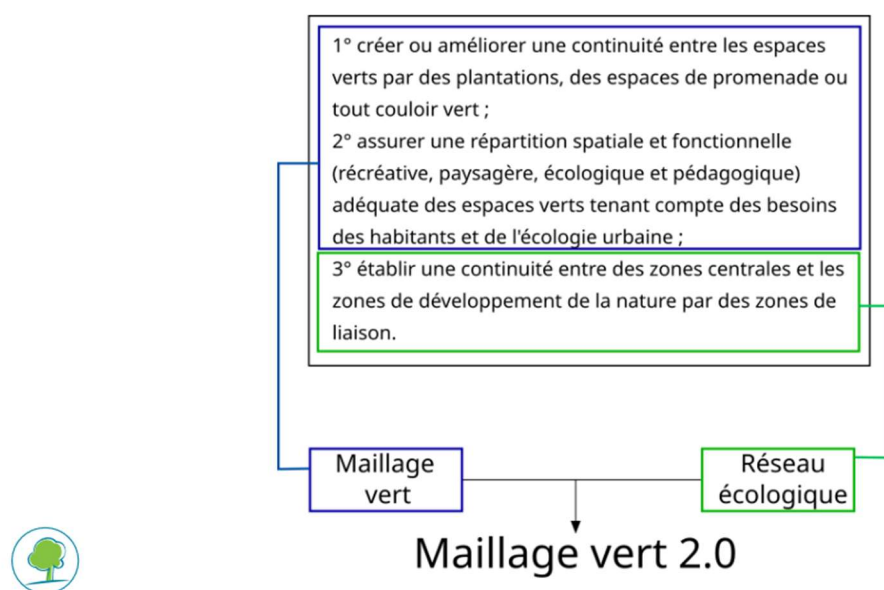 1° créer ou améliorer une continuité entre les espaces
verts par des plantations, des espaces de promenade ou
tout couloir vert ;
2° assurer une répartition spatiale et fonctionnelle
(récréative, paysagère, écologique et pédagogique)
adéquate des espaces verts tenant compte des besoins
des habitants et de l'écologie urbaine ;
3° établir une continuité entre des zones centrales et les
zones de développement de la nature par des zones de
liaison.
Maillage
vert
Réseau
écologique
Maillage vert 2.0